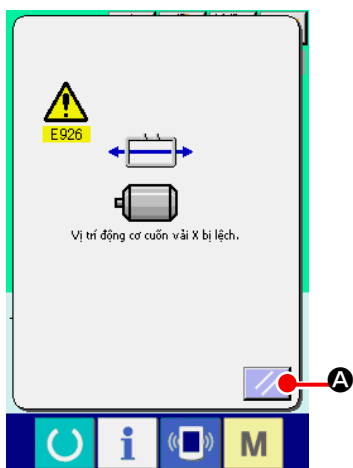 E926
Vị trí động cơ cuốn vải X bị lệch.
A
i
M